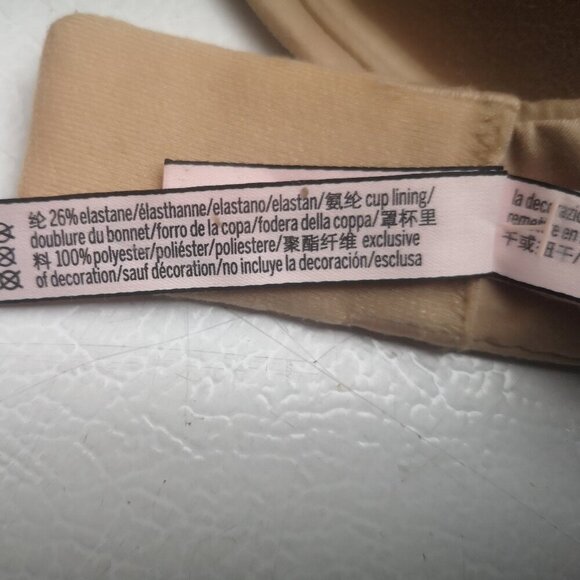 纶 26% elastane/élasthanne/elastano/elastan/氨纶 cup lining/
doublure du bonnet/forro de la copa/fodera della coppa/罩杯里
料 100% polyester/poliéster/poliestere/聚酯纤维 exclusive
of decoration/sauf décoration/no incluye la decoración/esclusa
la
en